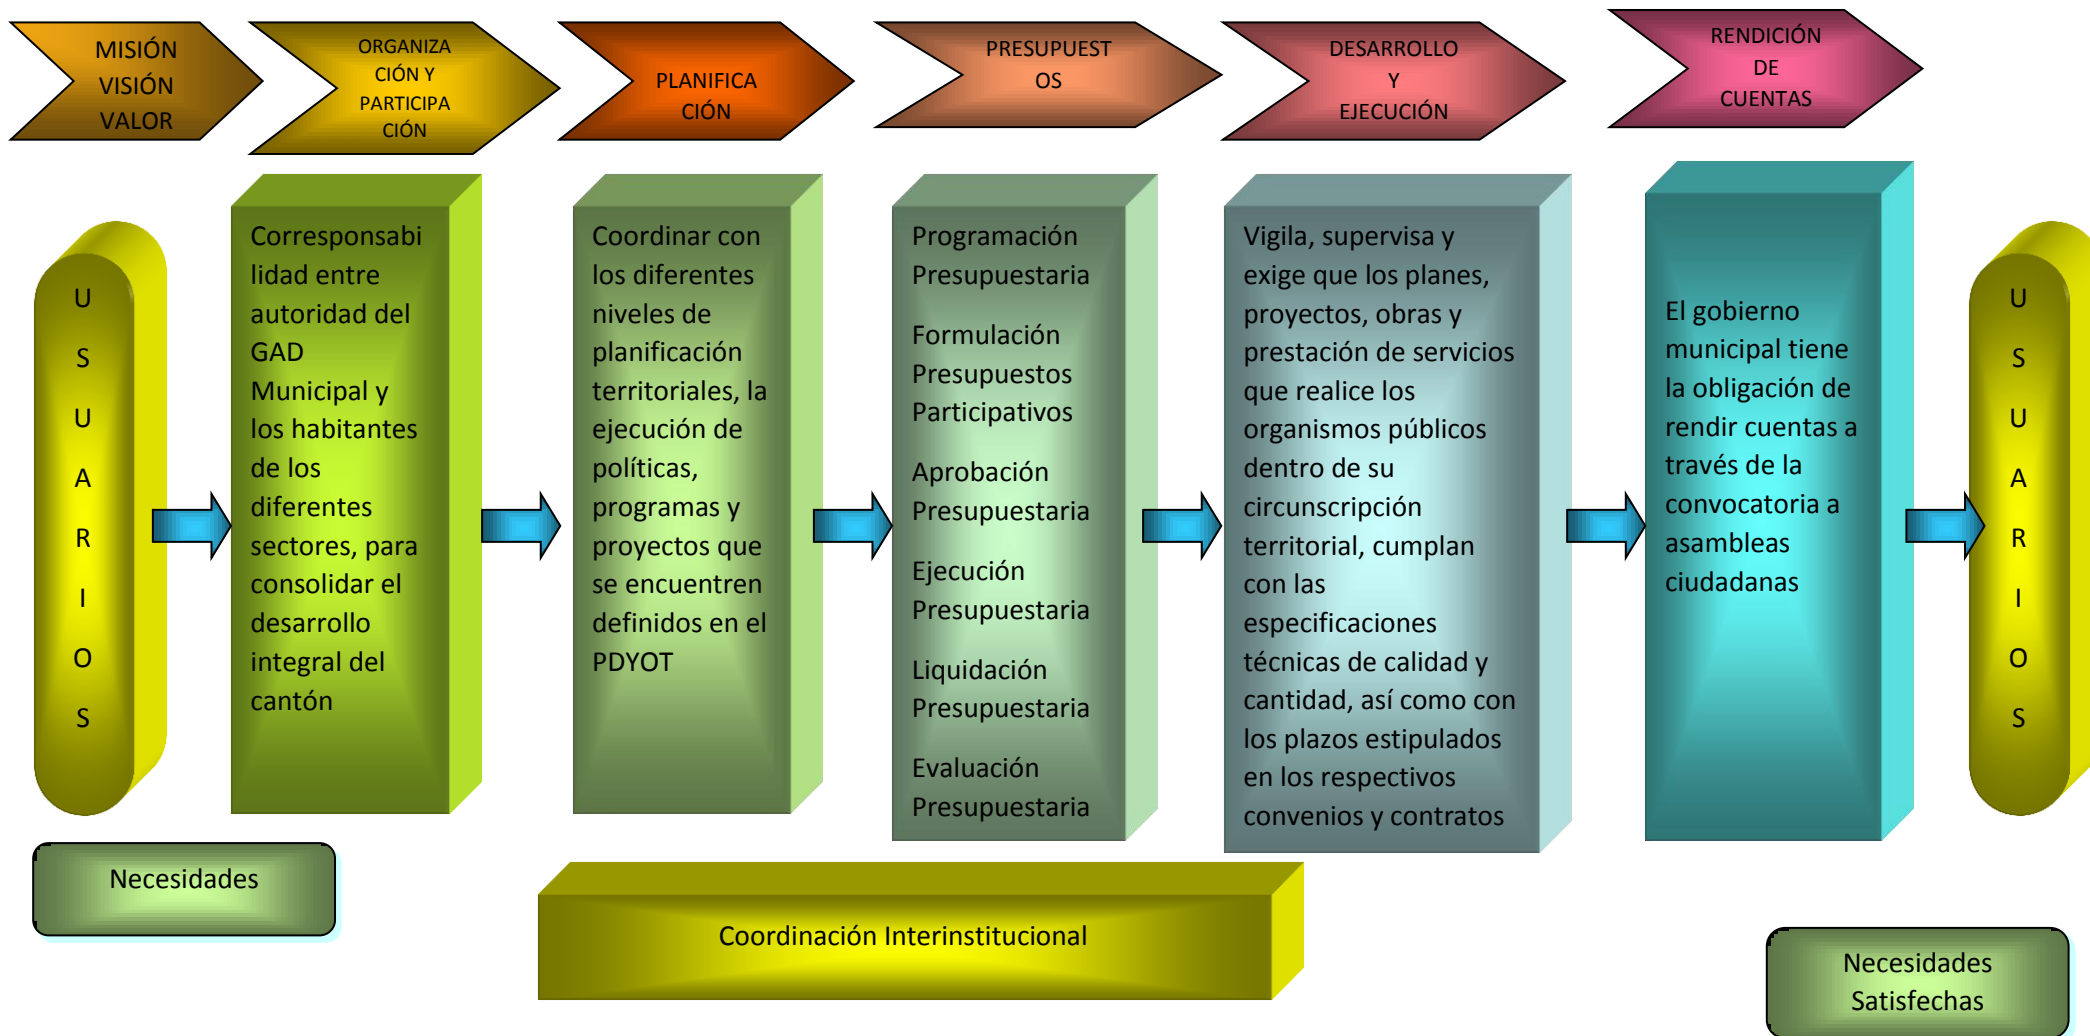 MISIÓN
VISIÓN
VALOR
ORGANIZA
CIÓN Y
PARTICIPA
CIÓN
PLANIFICA
CIÓN
PRESUPUEST
OS
DESARROLLO
Y
EJECUCIÓN
RENDICIÓN
DE
CUENTAS
U
S
U
A
R
I
O
S
Corresponsabi
lidad entre
autoridad del
GAD
Municipal y
los habitantes
de los
diferentes
sectores, para
consolidar el
desarrollo
integral del
cantón
Coordinar con
los diferentes
niveles de
planificación
territoriales, la
ejecución de
políticas,
programas y
proyectos que
se encuentren
definidos en el
PDYOT
Programación
Presupuestaria
Formulación
Presupuestos
Participativos
Aprobación
Presupuestaria
Ejecución
Presupuestaria
Liquidación
Presupuestaria
Evaluación
Presupuestaria
Vigila, supervisa y
exige que los planes,
proyectos, obras y
prestación de servicios
que realice los
organismos públicos
dentro de su
circunscripción
territorial, cumplan
con las
especificaciones
técnicas de calidad y
cantidad, así como con
los plazos estipulados
en los respectivos
convenios y contratos
El gobierno
municipal tiene
la obligación de
rendir cuentas a
través de la
convocatoria a
asambleas
ciudadanas
U
S
U
A
R
I
O
S
Necesidades
Coordinación Interinstitucional
Necesidades
Satisfechas